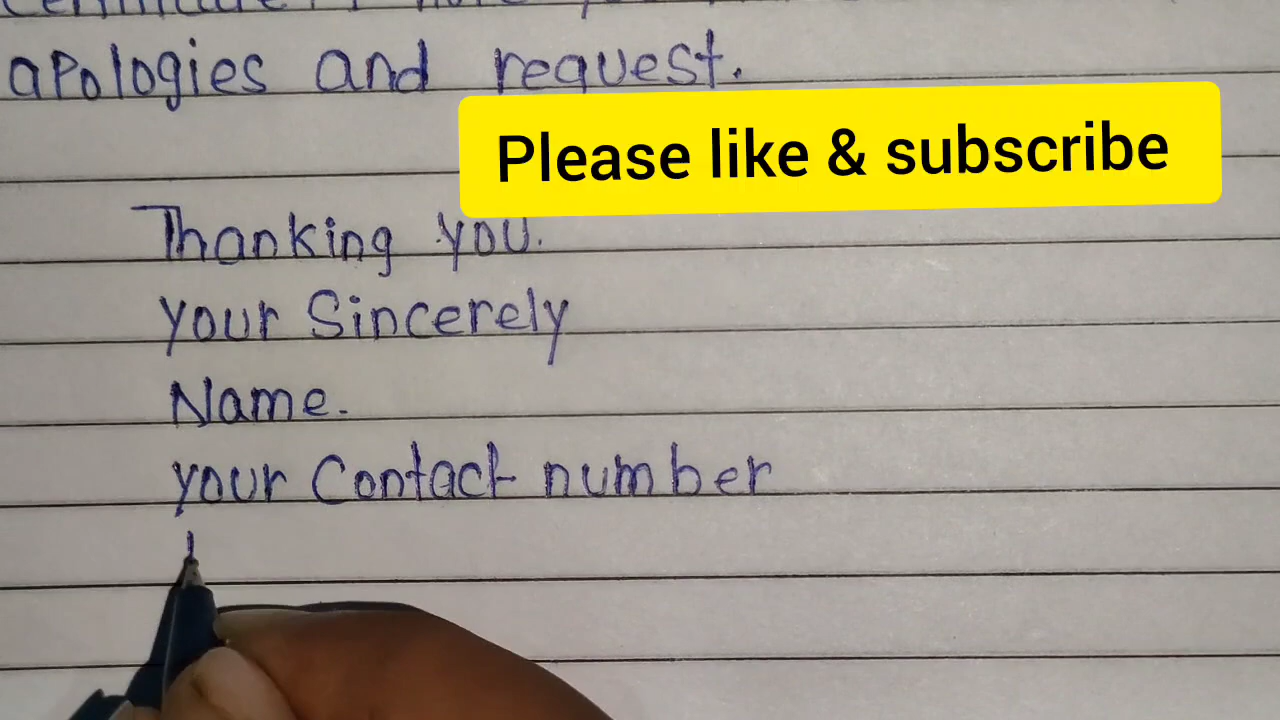 apologies and request.
Please like & subscribe
Thanking you.
your Sincerely
Name.
your Contact number